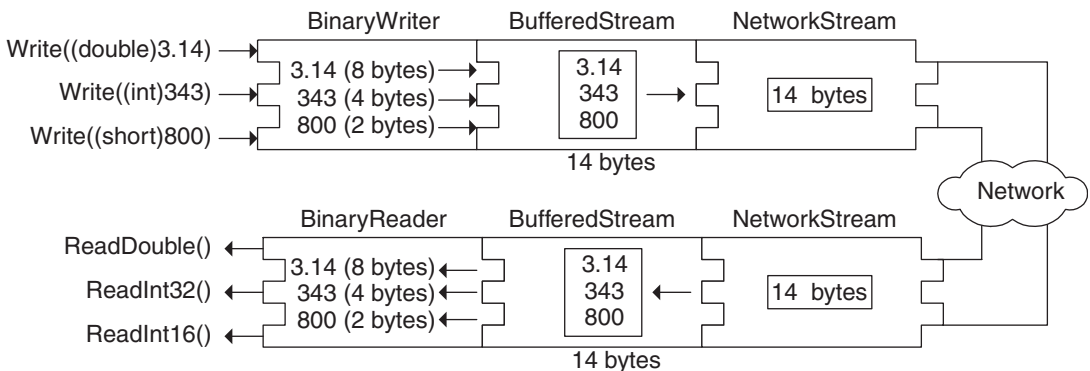 BinaryWriter BufferedStream NetworkStream
Write((double)3.14)
Write((int)343)
Write((short)800)
3.14 (8 bytes)
343 (4 bytes)
800 (2 bytes)
3.14
343
800
14 bytes
14 bytes
Network
BinaryReader BufferedStream NetworkStream
ReadDouble()
ReadInt32()
ReadInt16()
3.14 (8 bytes)
343 (4 bytes)
800 (2 bytes)
3.14
343
800
14 bytes
14 bytes